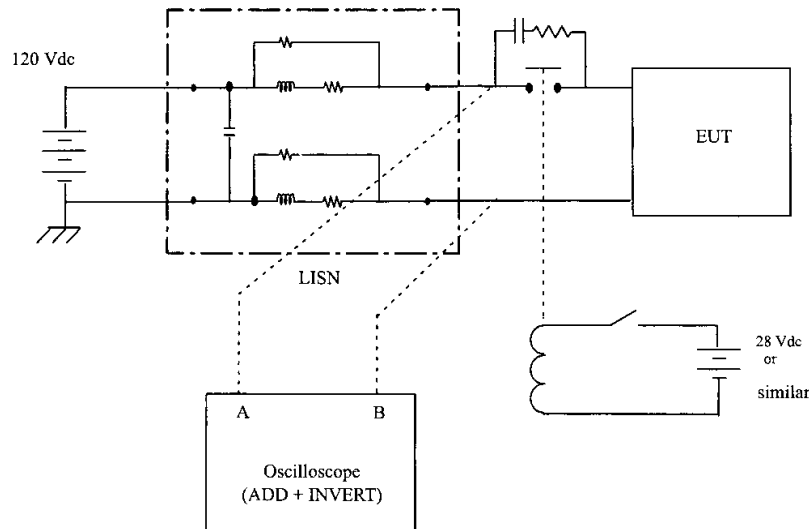 120 Vdc
EUT
LISN
28 Vdc
or
similar
A
B
Oscilloscope
(ADD + INVERT)